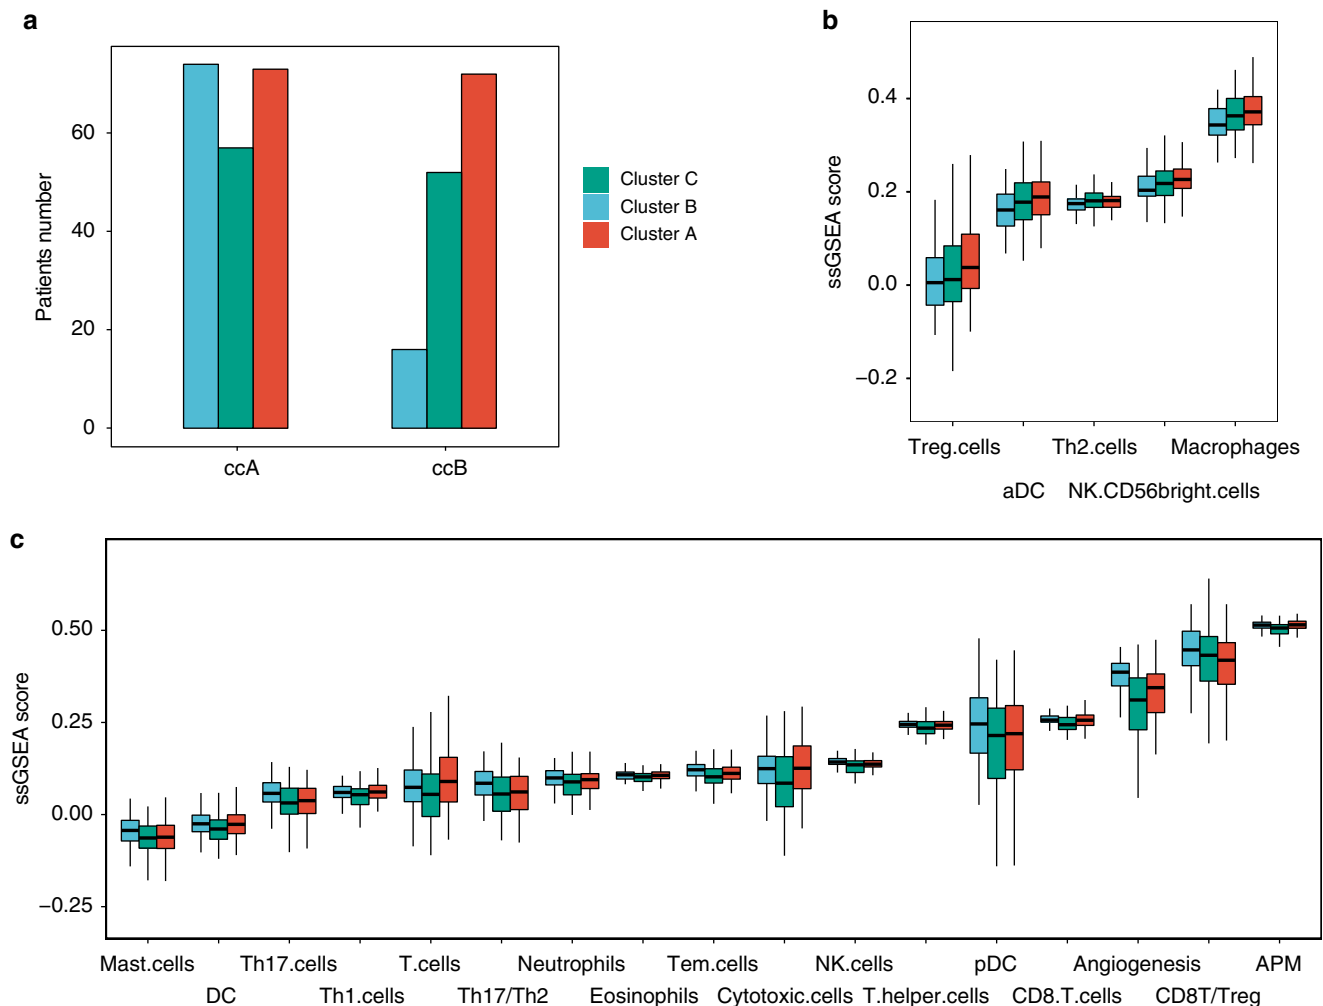 a
60
40
20
0
Patients number
ccA
ccB
Cluster C
Cluster B
Cluster A
b
0.4
0.2
0.0
−0.2
ssGSEA score
Treg.cells
Th2.cells
Macrophages
aDC
NK.CD56bright.cells
c
0.50
0.25
0.00
−0.25
ssGSEA score
Mast.cells
Th17.cells
T.cells
Neutrophils
Tem.cells
NK.cells
pDC
Angiogenesis
APM
DC
Th1.cells
Th17/Th2
Eosinophils
Cytotoxic.cells
T.helper.cells
CD8.T.cells
CD8T/Treg